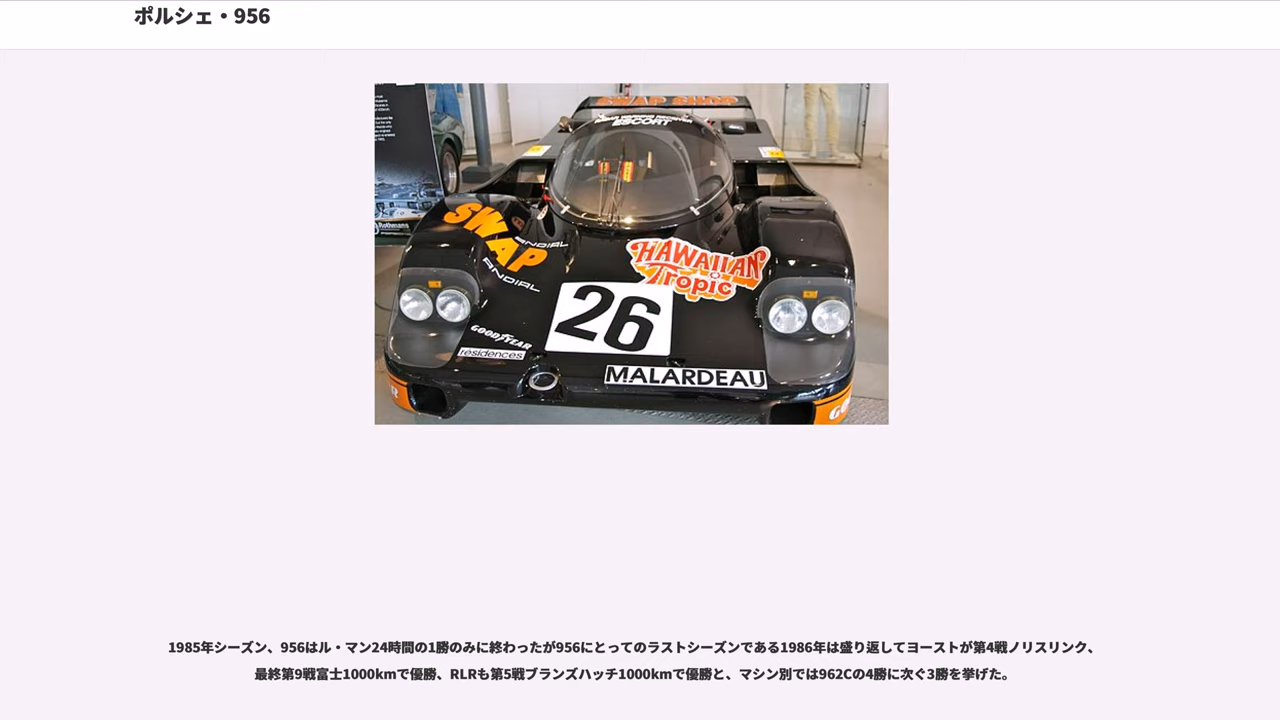 ポルシェ・956
SWAP SHOP
ESCORT
Rothmans
SWAP
ANDIAL
ANDIAL
HAWAIIAN
Tropic
26
GOODYEAR
résidences
MALARDEAU
1985年シーズン、956はル・マン24時間の1勝のみに終わったが956にとってのラストシーズンである1986年は盛り返してヨーストが第4戦ノリスリンク、
最終第9戦富士1000kmで優勝、RLRも第5戦ブランズハッチ1000kmで優勝と、マシン別では962Cの4勝に次ぐ3勝を挙げた。